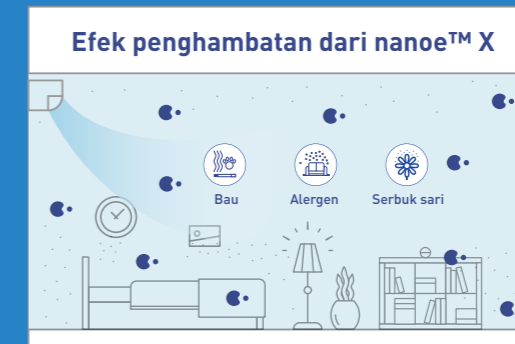 Efek penghambatan dari nanoe™ X
Bau
Alergen
Serbuk sari